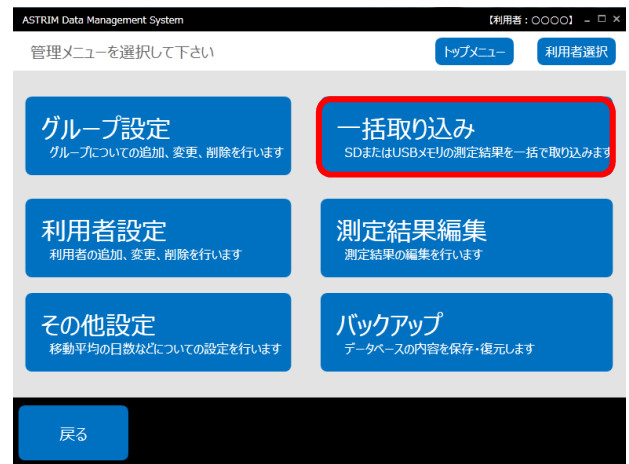 ASTRIM Data Management System
【利用者：○○○○】 － □ ×
管理メニューを選択して下さい
トップメニュー
利用者選択
グループ設定
グループについての追加、変更、削除を行います
一括取り込み
SDまたはUSBメモリの測定結果を一括で取り込みます
利用者設定
利用者の追加、変更、削除を行います
測定結果編集
測定結果の編集を行います
その他設定
移動平均の日数などについての設定を行います
バックアップ
データベースの内容を保存・復元します
戻る